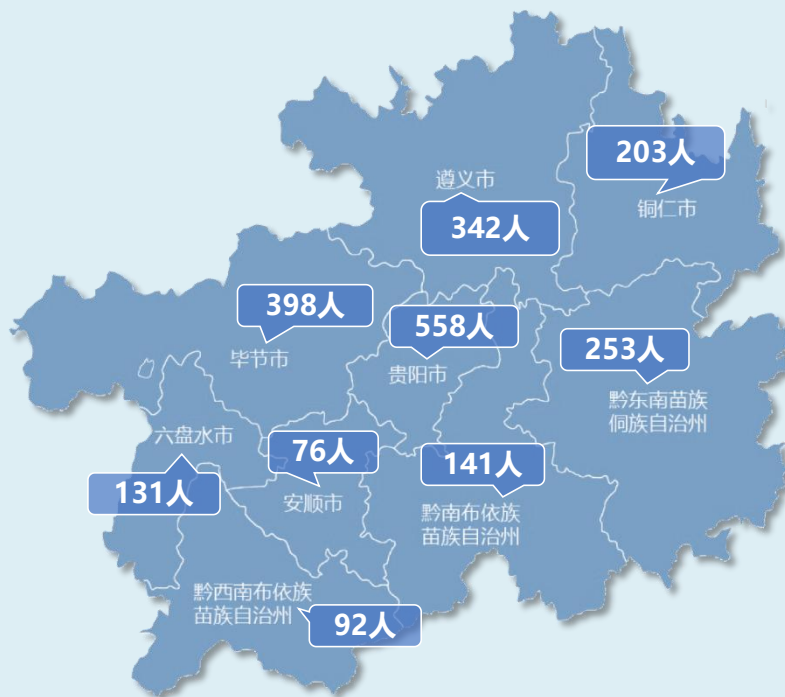 203人
遵义市
铜仁市
342人
398人
558人
毕节市
贵阳市
253人
黔东南苗族
侗族自治州
六盘水市
76人
141人
131人
安顺市
黔南布依族
苗族自治州
黔西南布依族
苗族自治州
92人